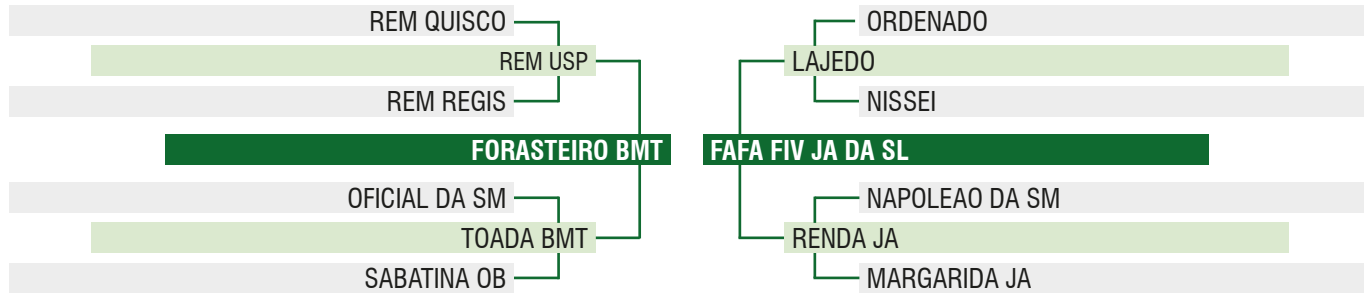 REM QUISCO
REM USP
REM REGIS
FORASTEIRO BMT
OFICIAL DA SM
TOADA BMT
SABATINA OB
ORDENADO
LAJEDO
NISSEI
FAFA FIV JA DA SL
NAPOLEAO DA SM
RENDA JA
MARGARIDA JA